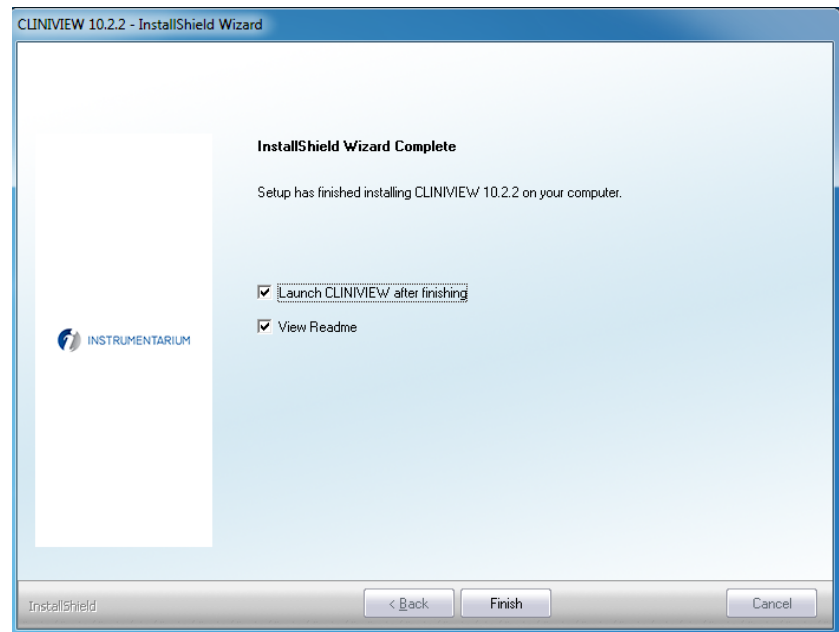 CLINIVIEW 10.2.2 - InstallShield Wizard
InstallShield Wizard Complete
Setup has finished installing CLINIVIEW 10.2.2 on your computer.
Launch CLINIVIEW after finishing
View Readme
INSTRUMENTARIUM
InstallShield
< Back
Finish
Cancel